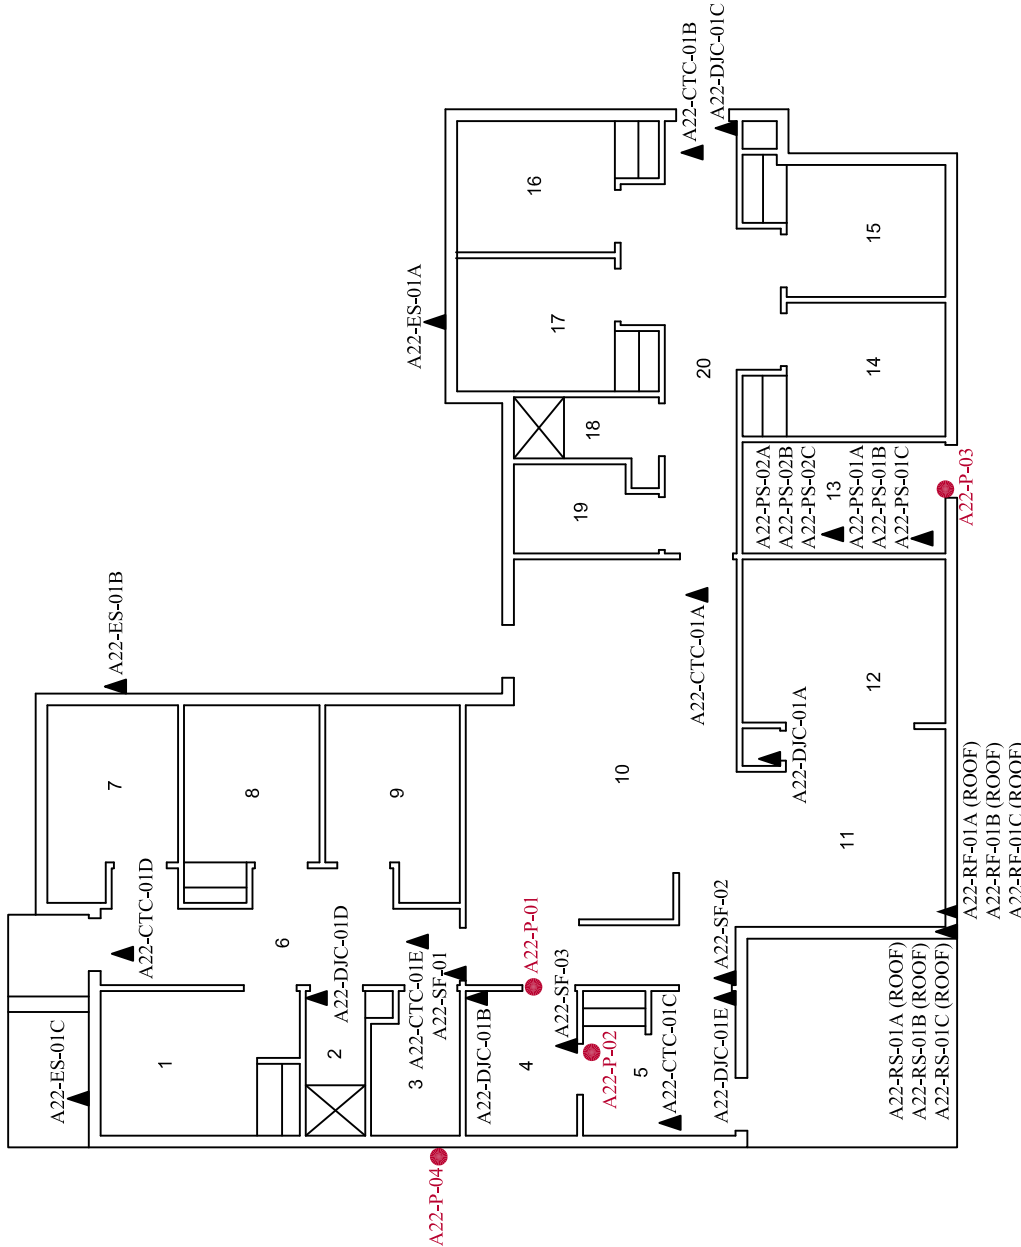 A22-CTC-01B
A22-DJC-01C
16
15
A22-ES-01A
17
20
14
18
A22-PS-02A
A22-PS-02B
A22-PS-02C
13
A22-PS-01A
A22-PS-01B
A22-PS-01C
A22-P-03
19
A22-ES-01B
A22-CTC-01A
12
A22-DJC-01A
7
8
9
10
11
A22-RF-01A (ROOF)
A22-RF-01B (ROOF)
A22-RF-01C (ROOF)
A22-CTC-01D
6
A22-DJC-01D
A22-CTC-01E
A22-SF-01
A22-P-01
A22-SF-02
A22-SF-03
A22-ES-01C
1
2
3
A22-DJC-01B
4
A22-P-02
5
A22-CTC-01C
A22-DJC-01E
A22-RS-01A (ROOF)
A22-RS-01B (ROOF)
A22-RS-01C (ROOF)
A22-P-04